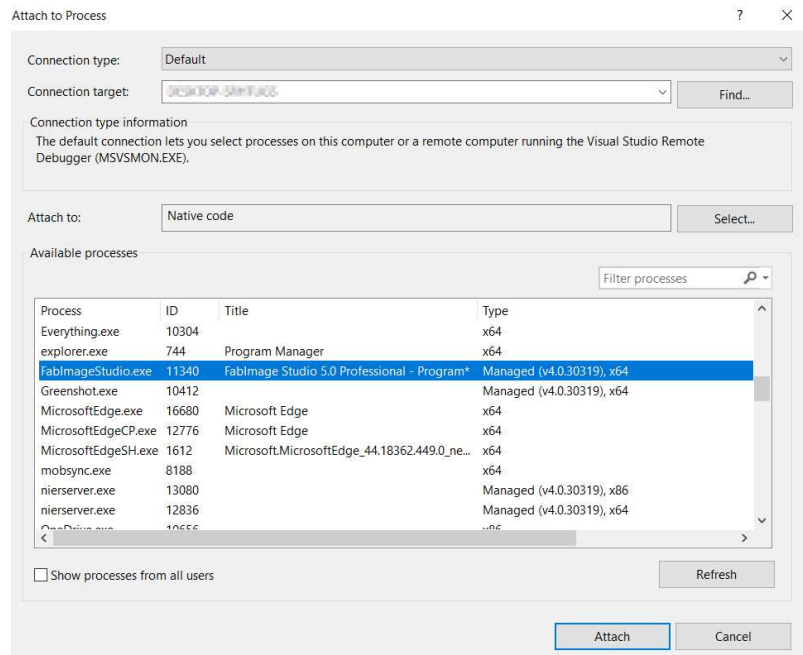 Attach to Process ?
Connection type: Default
Connection target: Find...
Connection type information
The default connection lets you select processes on this computer or a remote computer running the Visual Studio Remote
Debugger (MSVSMON.EXE).
Attach to: Native code Select...
Available processes
Filter processes
Process ID Title Type
Everything.exe 10304 x64
explorer.exe 744 Program Manager x64
FabImageStudio.exe 11340 FabImage Studio 5.0 Professional - Program* Managed (v4.0.30319), x64
Greenshot.exe 10412 Managed (v4.0.30319), x64
MicrosoftEdge.exe 16680 Microsoft Edge x64
MicrosoftEdgeCP.exe 12776 Microsoft Edge x64
MicrosoftEdgeSH.exe 1612 Microsoft.MicrosoftEdge_44.18362.449.0_ne... x64
mobsync.exe 8188 x64
nierserver.exe 13080 Managed (v4.0.30319), x86
nierserver.exe 12836 Managed (v4.0.30319), x64
OneDrive.exe 10656 x86
Show processes from all users Refresh
Attach Cancel